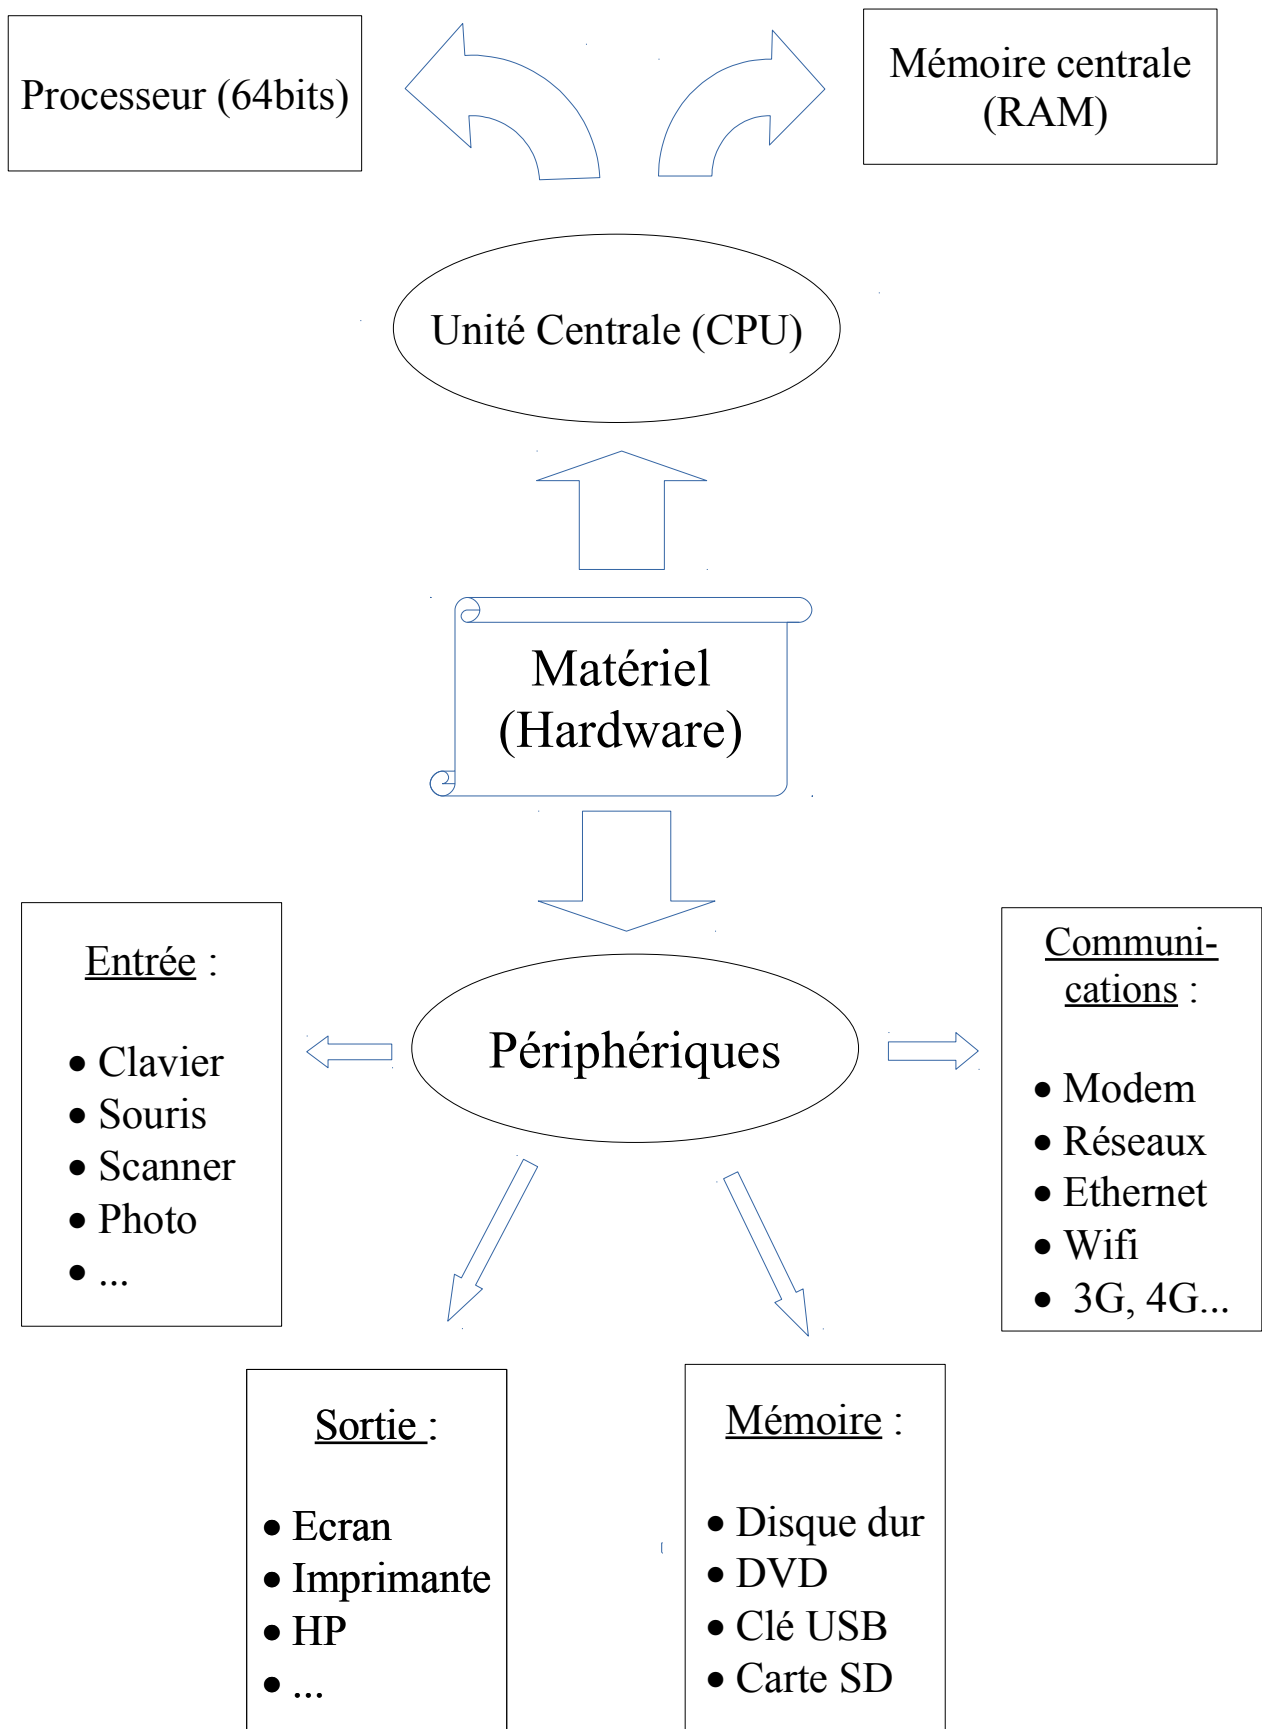 Processeur (64bits)
Mémoire centrale
(RAM)
Unité Centrale (CPU)
Matériel
(Hardware)
Périphériques
Entrée :
• Clavier
• Souris
• Scanner
• Photo
• ...
Communi-
cations :
• Modem
• Réseaux
• Ethernet
• Wifi
• 3G, 4G...
Sortie :
• Ecran
• Imprimante
• HP
• ...
Mémoire :
• Disque dur
• DVD
• Clé USB
• Carte SD